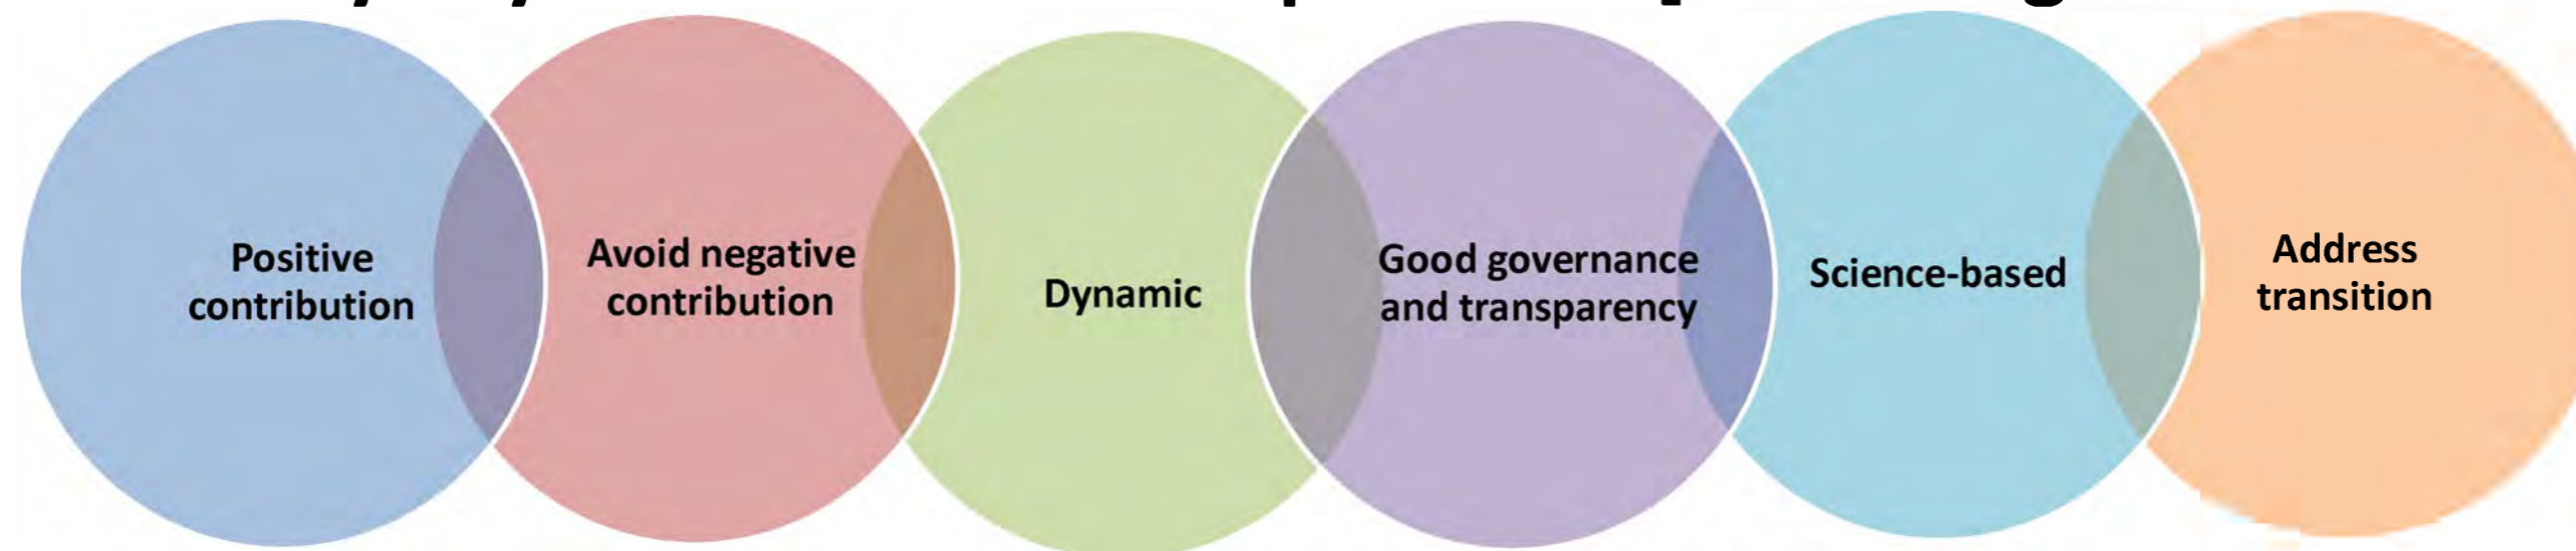 Positive
contribution
Avoid negative
contribution
Dynamic
Good governance
and transparency
Science-based
Address
transition